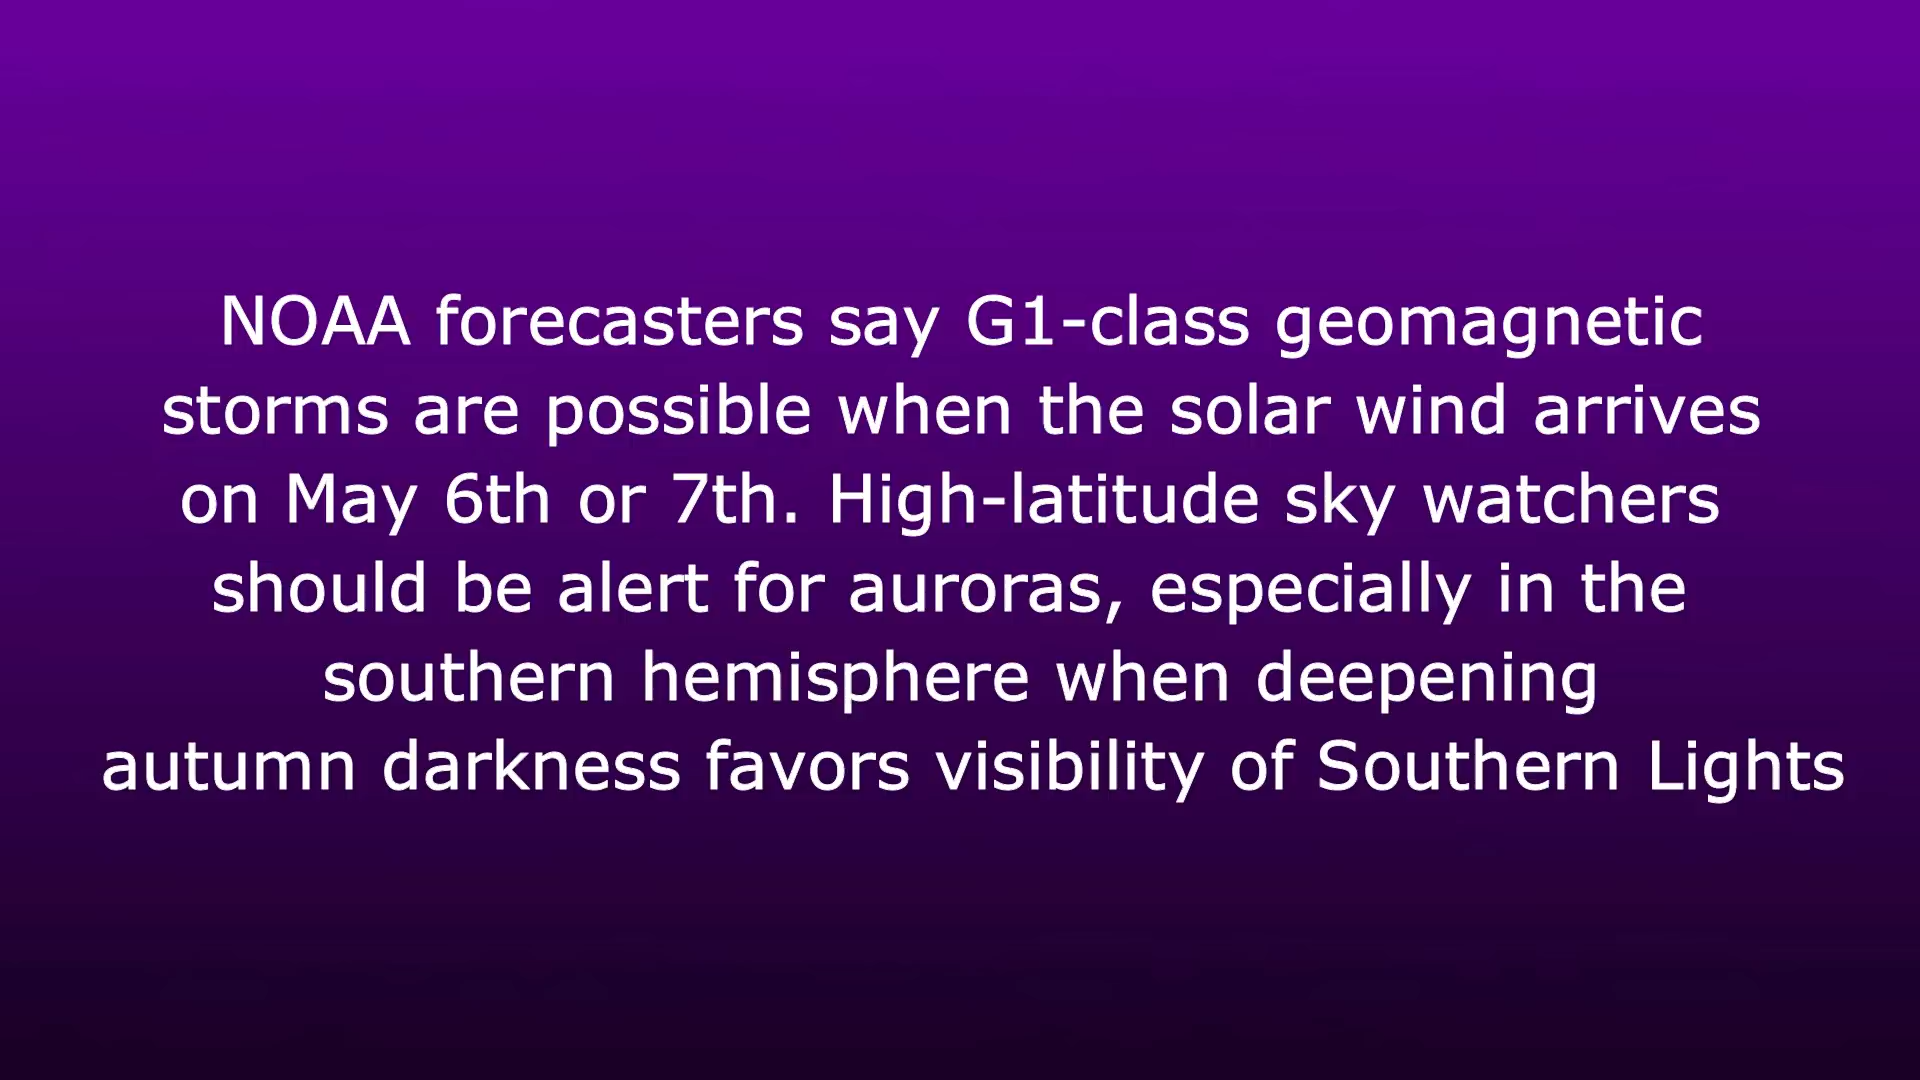 NOAA forecasters say G1-class geomagnetic
storms are possible when the solar wind arrives
on May 6th or 7th. High-latitude sky watchers
should be alert for auroras, especially in the
southern hemisphere when deepening
autumn darkness favors visibility of Southern Lights